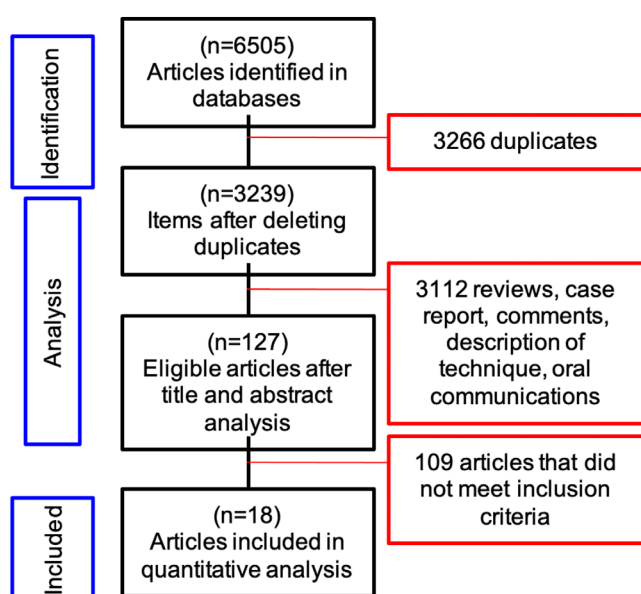 Identification
(n=6505)
Articles identified in
databases
3266 duplicates
Analysis
(n=3239)
Items after deleting
duplicates
3112 reviews, case
report, comments,
description of
technique, oral
communications
(n=127)
Eligible articles after
title and abstract
analysis
109 articles that did
not meet inclusion
criteria
Included
(n=18)
Articles included in
quantitative analysis